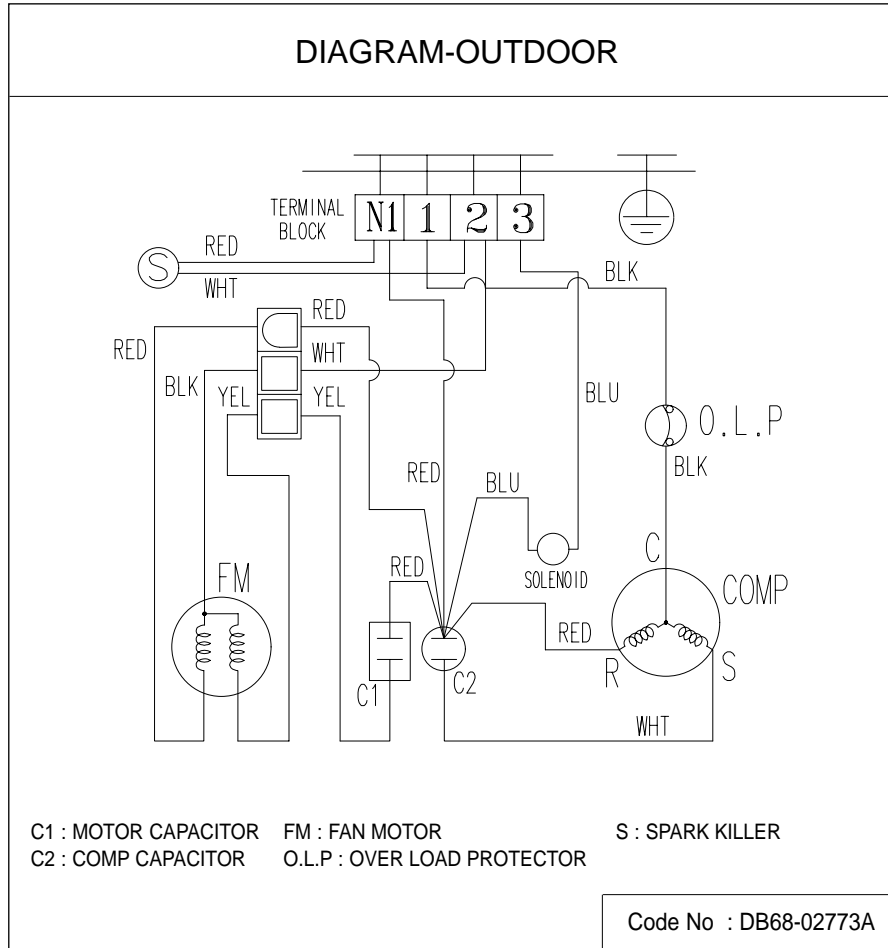 DIAGRAM-OUTDOOR
TERMINAL
BLOCK
N1 1 2 3
RED
S
WHT
BLK
RED
RED
WHT
BLK
YEL
YEL
BLU
O.L.P
BLK
RED
BLU
C
SOLENOID
FM
RED
COMP
RED
R
S
C1
C2
WHT
C1 : MOTOR CAPACITOR FM : FAN MOTOR S : SPARK KILLER
C2 : COMP CAPACITOR O.L.P : OVER LOAD PROTECTOR
Code No : DB68-02773A